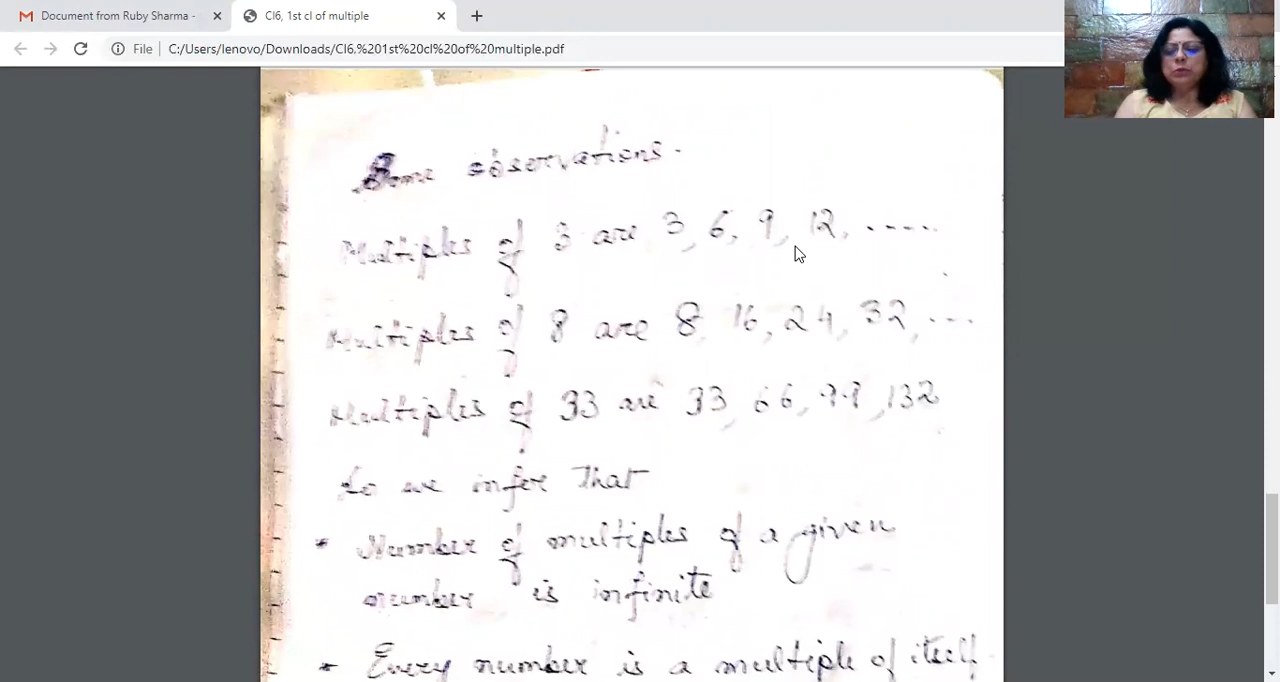 Document from Ruby Sharma -
Cl6, 1st cl of multiple
File
C:/Users/lenovo/Downloads/Cl6.%201st%20cl%20of%20multiple.pdf
Some observations.
Multiples of 3 are 3, 6, 9, 12, .....
Multiples of 8 are 8, 16, 24, 32, ...
Multiples of 33 are 33, 66, 99, 132
So we infer That
* Number of multiples of a given
number is infinite
* Every number is a multiple of itself.